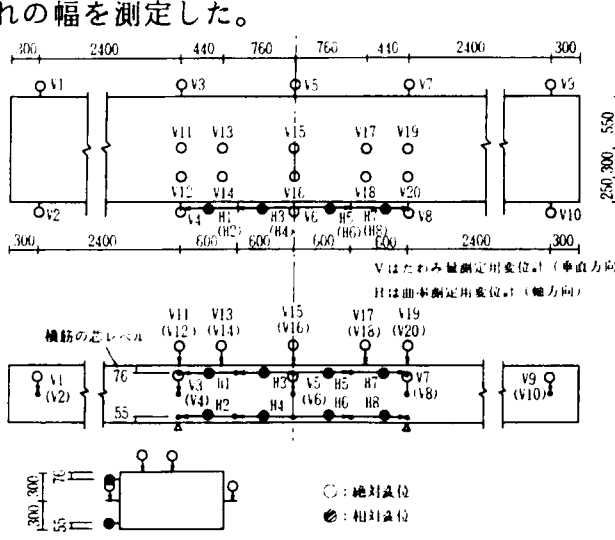 れの幅を測定した。
300 2400 440 760 760 440 2400 300
V1 V3 V5 V7 V9
V11 V13 V15 V17 V19
V12 V14 V16 V18 V20
V2 V4 H1 H3 V6 H5 H7 V8 V10
(H2) (H4) (H6) (H8)
250,300, 550
300 2400 600 600 600 600 2400 300
Vはたわみ量測定用変位計(垂直方向
Hは曲率測定用変位計(軸方向)
V11 V13 V15 V17 V19
(V12) (V14) (V16) (V18) (V20)
横筋の芯レベル
76
V1 V3 H1 H3 V5 H5 H7 V7 V9
(V2) (V4) (V6) (V8) (V10)
55 H2 H4 H6 H8
300 76
300 55
○:絶対変位
:相対変位